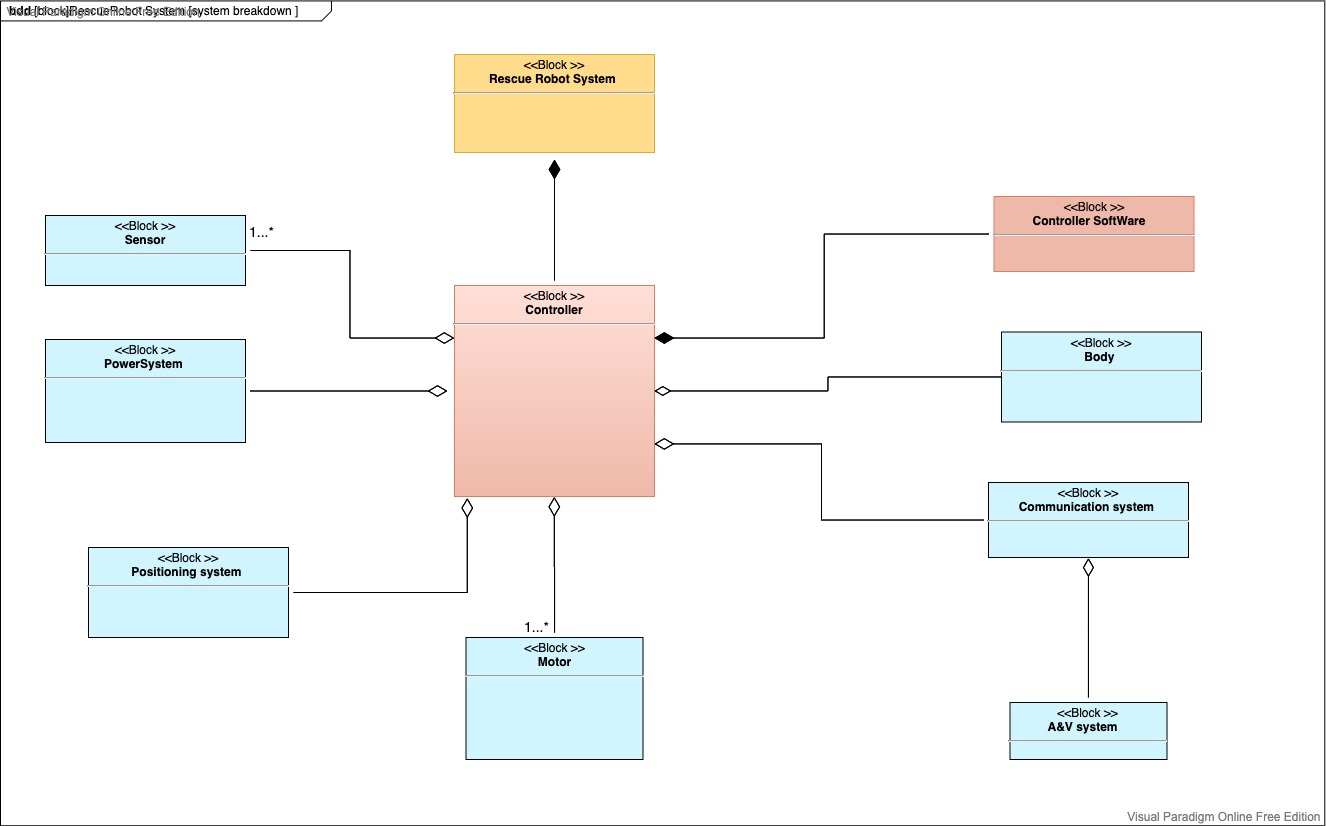 bdd [block]RescueRobot System [system breakdown ]
<<Block >>
Rescue Robot System
<<Block >>
Sensor
1...*
<<Block >>
Controller SoftWare
<<Block >>
Controller
<<Block >>
PowerSystem
<<Block >>
Body
<<Block >>
Communication system
<<Block >>
Positioning system
1...*
<<Block >>
Motor
<<Block >>
A&V system
Visual Paradigm Online Free Edition